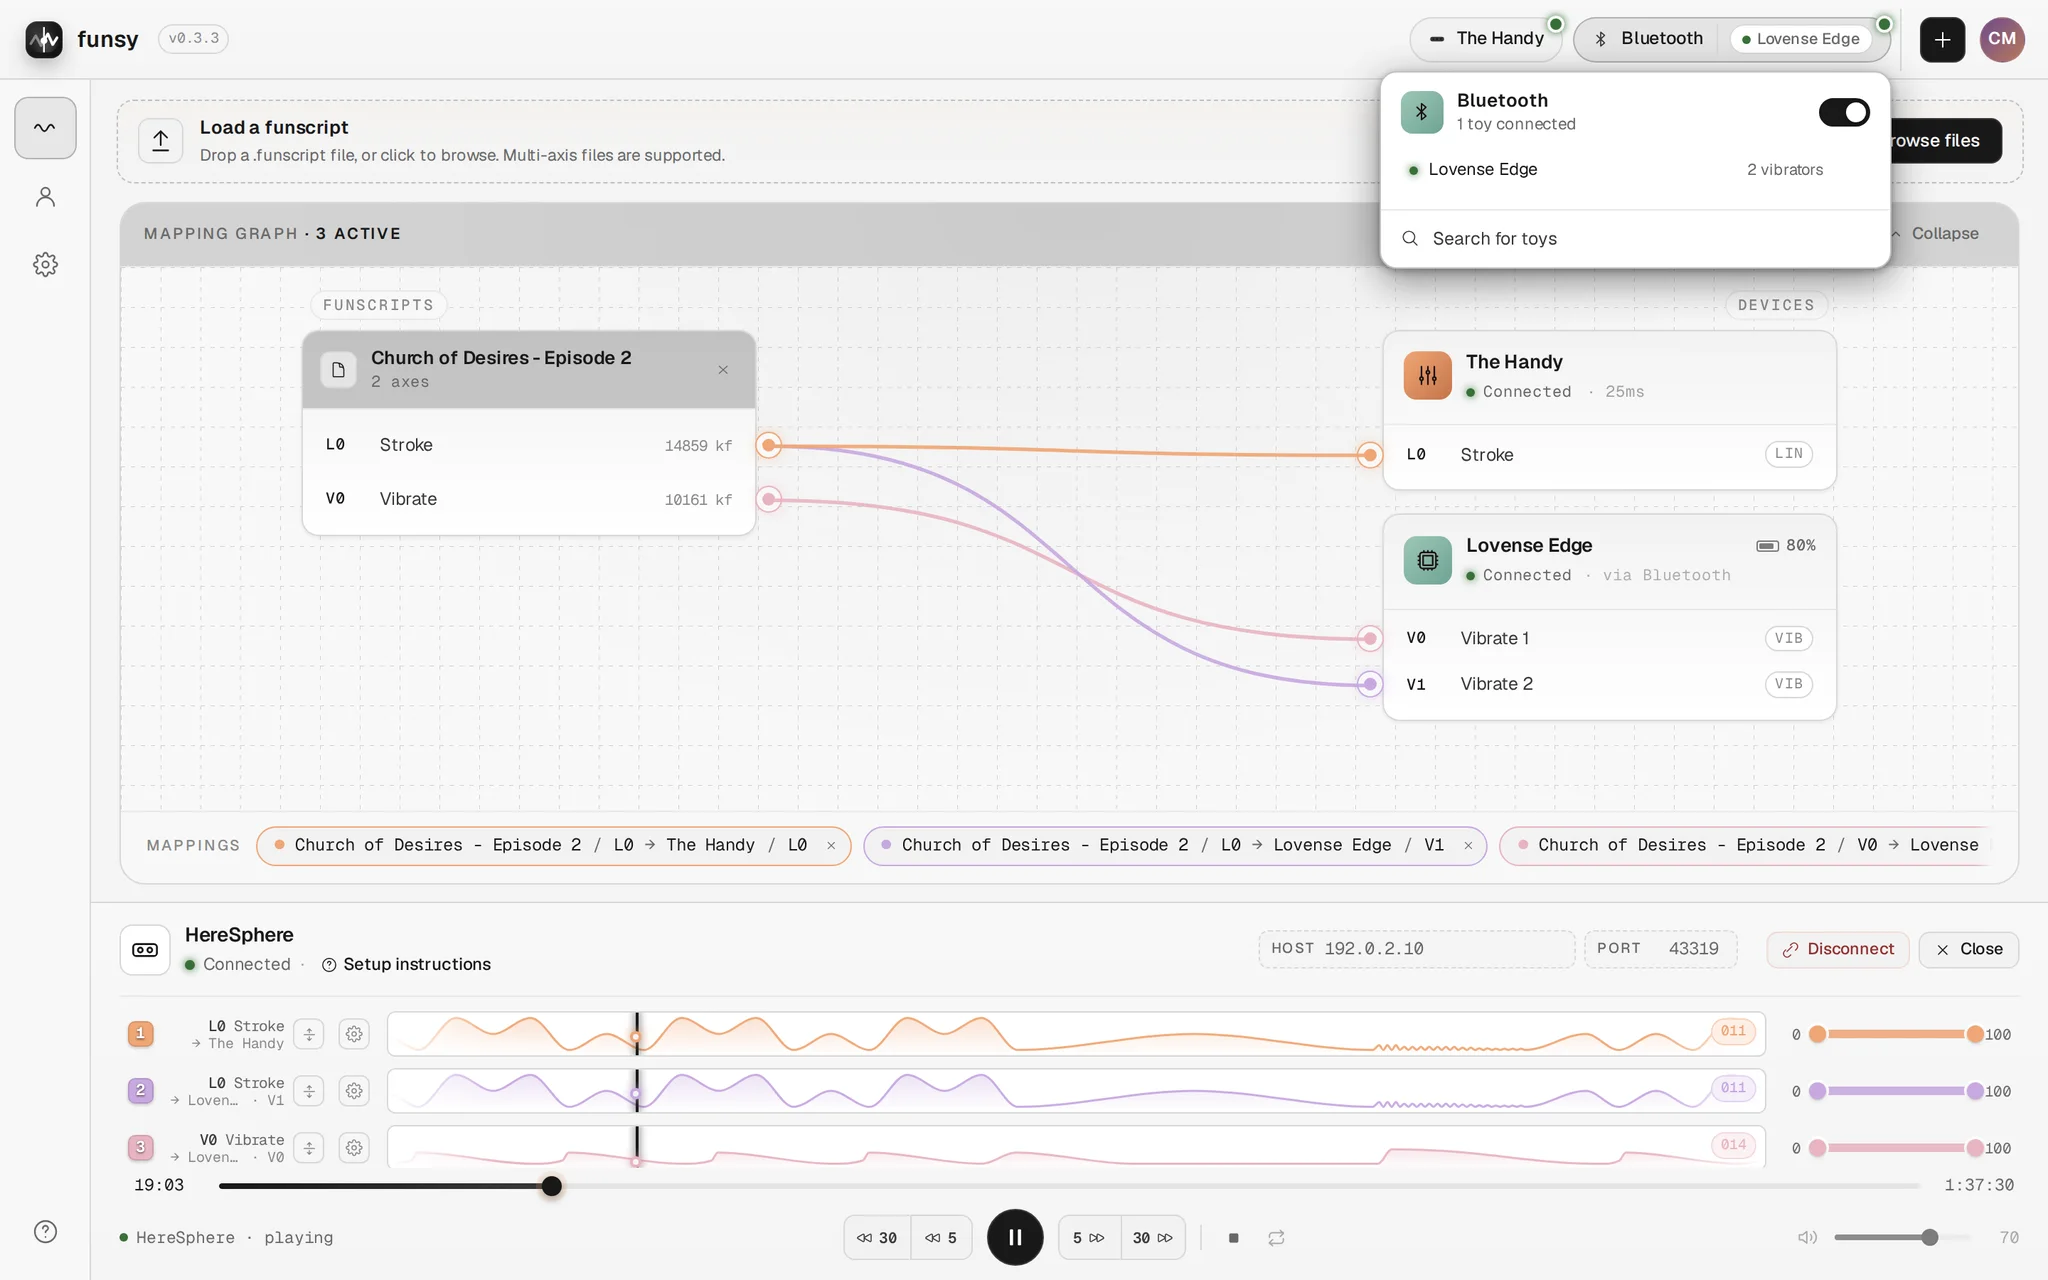 funsy v0.3.3
The Handy
Bluetooth Lovense Edge
CM
Load a funscript
Drop a .funscript file, or click to browse. Multi-axis files are supported.
rowse files
Bluetooth
1 toy connected
Lovense Edge 2 vibrators
Search for toys
MAPPING GRAPH · 3 ACTIVE
Collapse
FUNSCRIPTS
DEVICES
Church of Desires - Episode 2
2 axes
L0 Stroke 14859 kf
V0 Vibrate 10161 kf
The Handy
Connected · 25ms
L0 Stroke LIN
Lovense Edge 80%
Connected · via Bluetooth
V0 Vibrate 1 VIB
V1 Vibrate 2 VIB
MAPPINGS
Church of Desires - Episode 2 / L0 → The Handy / L0 ×
Church of Desires - Episode 2 / L0 → Lovense Edge / V1 ×
Church of Desires - Episode 2 / V0 → Lovense
HereSphere
Connected · Setup instructions
HOST 192.0.2.10
PORT 43319
Disconnect
Close
1 L0 Stroke
→ The Handy
011
0 100
2 L0 Stroke
→ Loven… · V1
011
0 100
3 V0 Vibrate
→ Loven… · V0
014
0 100
19:03 1:37:30
HereSphere · playing
30 5 5 30
70